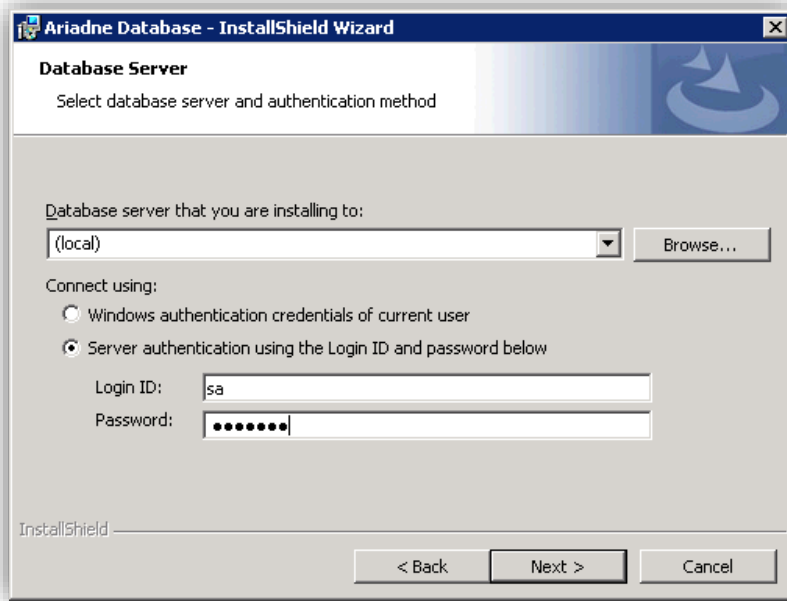 Ariadne Database - InstallShield Wizard
Database Server
Select database server and authentication method
Database server that you are installing to:
(local)
Browse...
Connect using:
Windows authentication credentials of current user
Server authentication using the Login ID and password below
Login ID:
sa
Password:
•••••••
InstallShield
< Back
Next >
Cancel